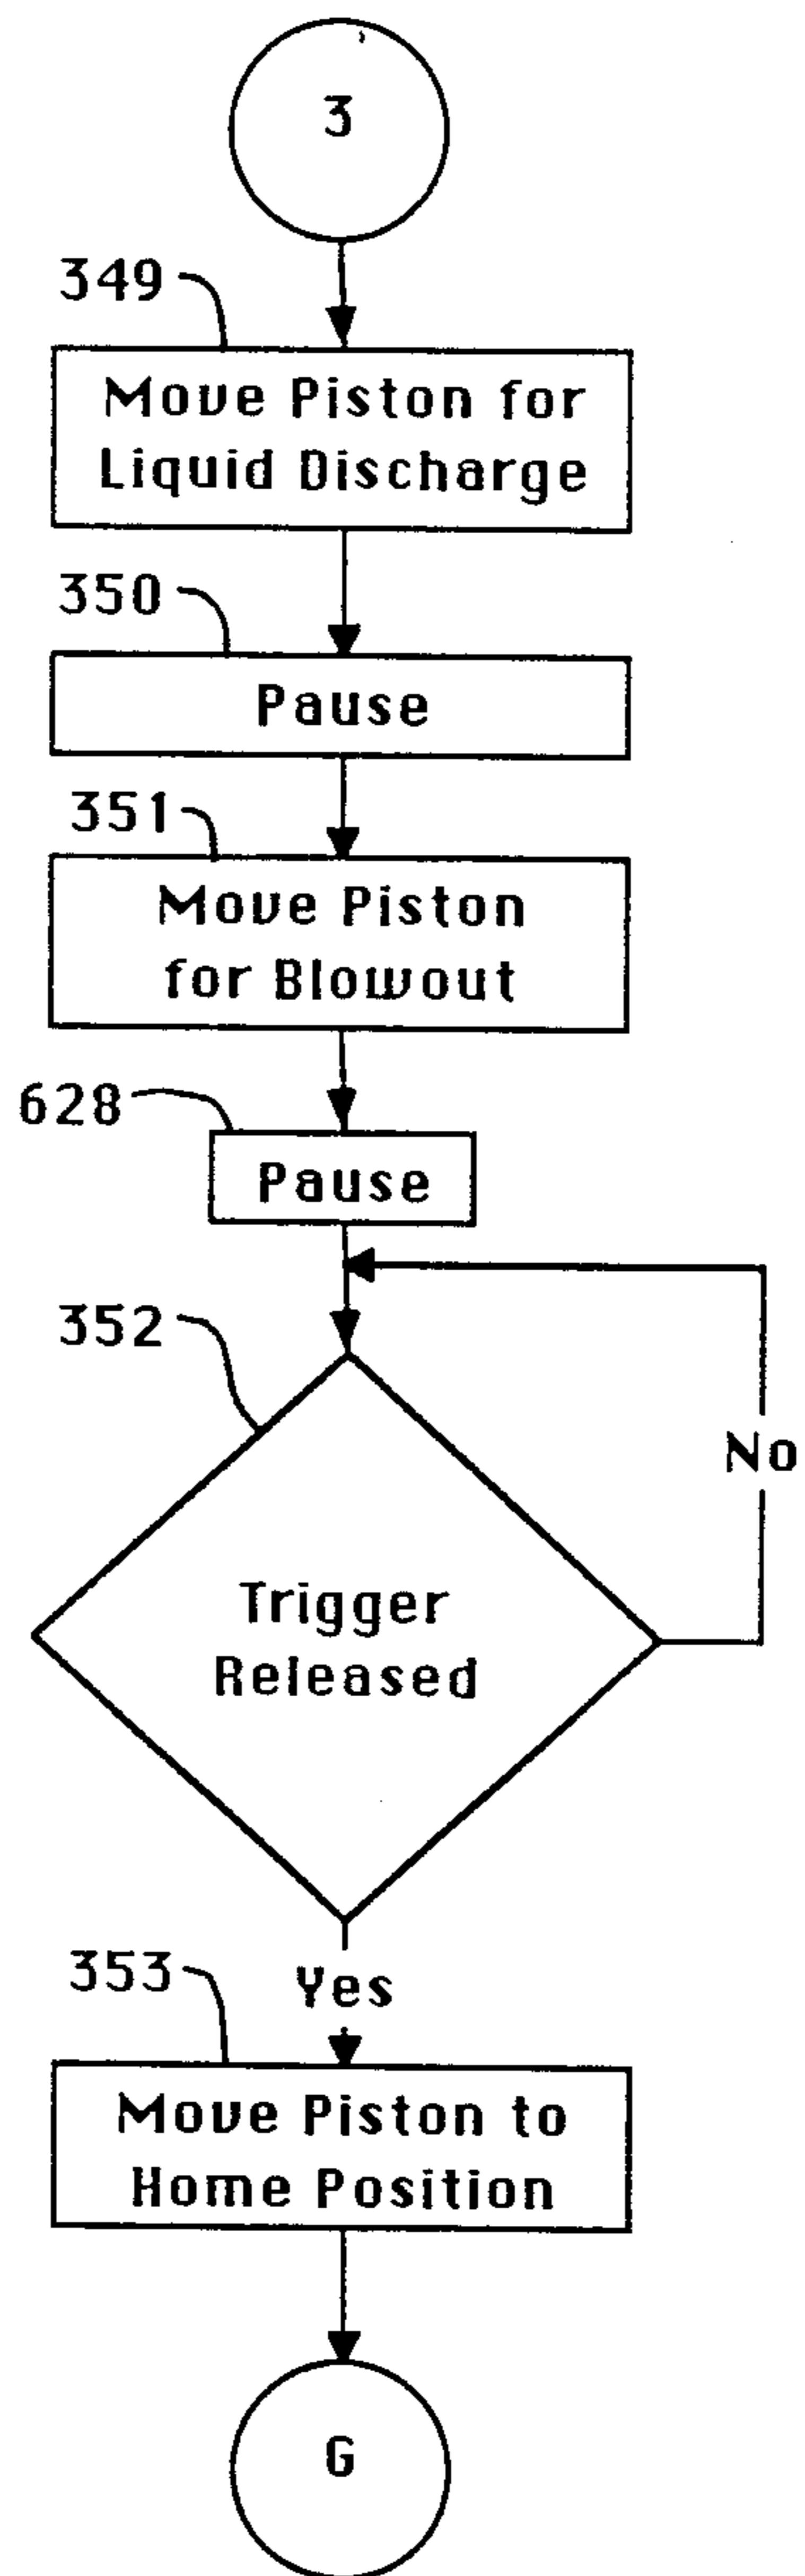 3
349
Move Piston for
Liquid Discharge
350
Pause
351
Move Piston
for Blowout
628
Pause
352
No
Trigger
Released
353
Yes
Move Piston to
Home Position
G